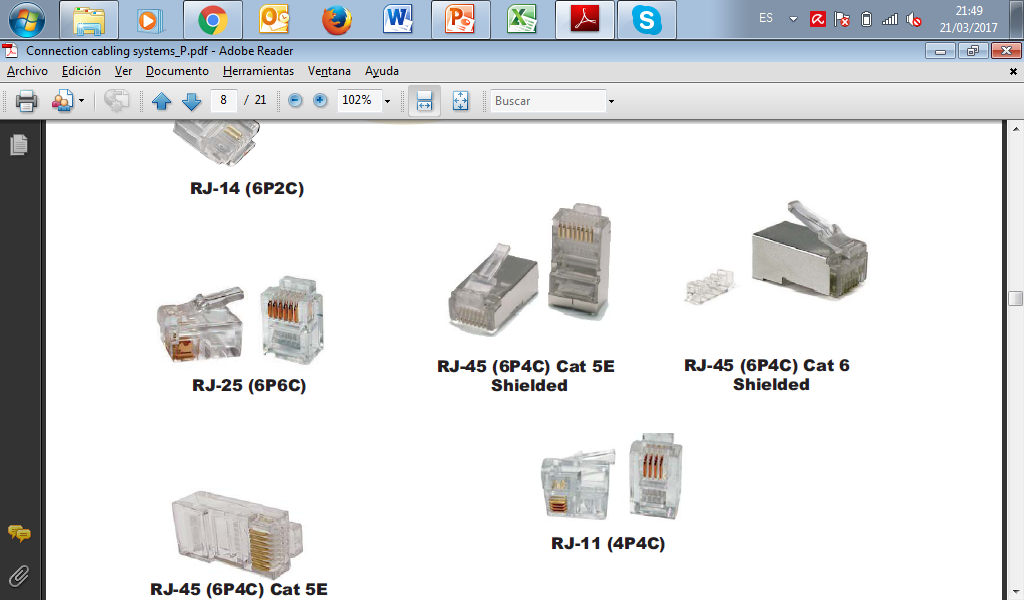 ES
21:49
21/03/2017
Connection cabling systems_P.pdf - Adobe Reader
Archivo Edición Ver Documento Herramientas Ventana Ayuda
8 / 21 102% Buscar
RJ-14 (6P2C)
RJ-45 (6P4C) Cat 5E
Shielded
RJ-45 (6P4C) Cat 6
Shielded
RJ-25 (6P6C)
RJ-11 (4P4C)
RJ-45 (6P4C) Cat 5E